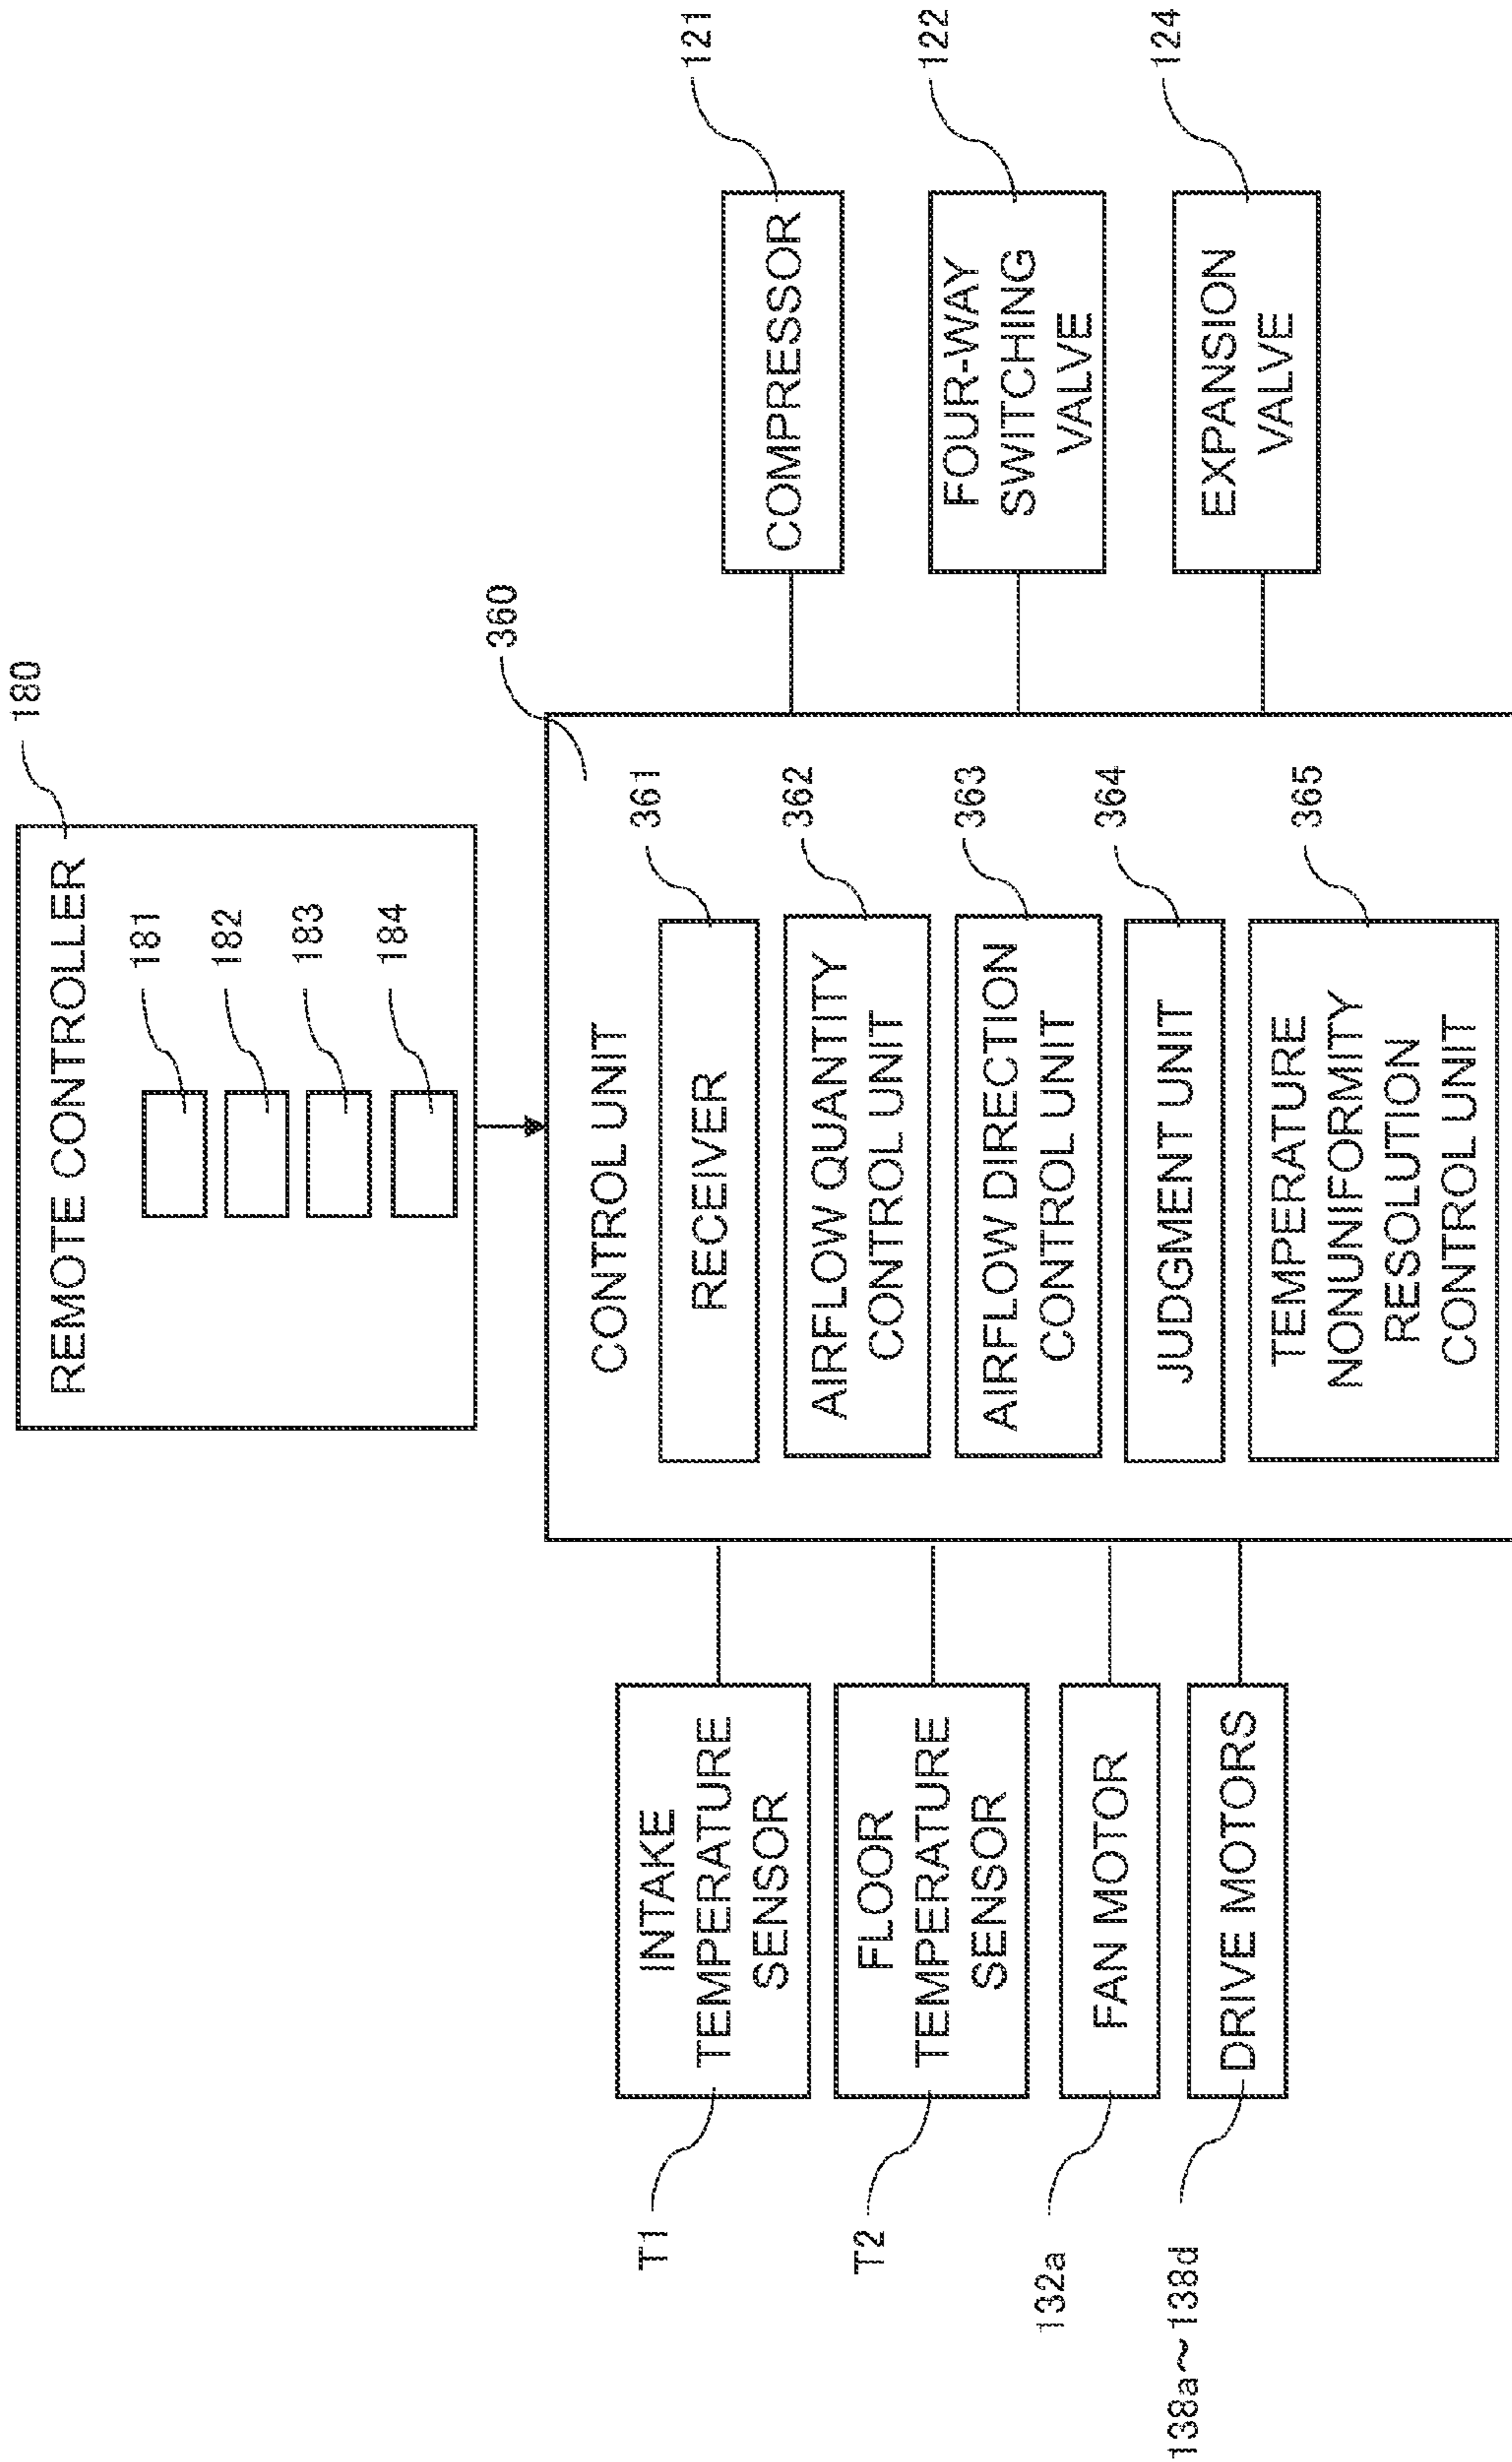 180
REMOTE CONTROLLER
181
182
183
184
360
CONTROL UNIT
361
RECEIVER
362
AIRFLOW QUANTITY
CONTROL UNIT
363
AIRFLOW DIRECTION
CONTROL UNIT
364
JUDGMENT UNIT
365
TEMPERATURE
NONUNIFORMITY
RESOLUTION
CONTROL UNIT
T1
INTAKE
TEMPERATURE
SENSOR
T2
FLOOR
TEMPERATURE
SENSOR
132a
FAN MOTOR
138a~138d
DRIVE MOTORS
121
COMPRESSOR
122
FOUR-WAY
SWITCHING
VALVE
124
EXPANSION
VALVE